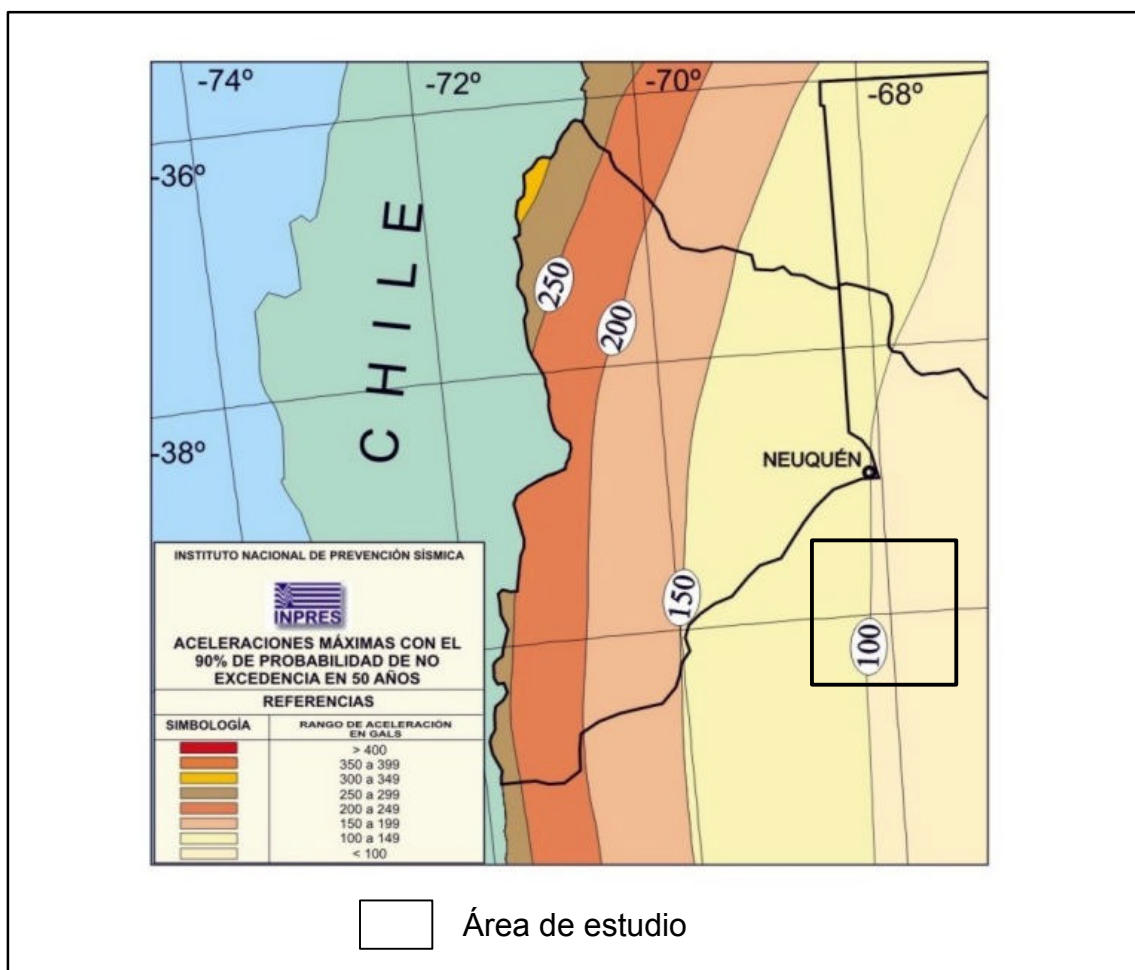 -74º
-72º
-70º
-68º
-36º
-38º
CHILE
250
200
150
100
NEUQUÉN
INSTITUTO NACIONAL DE PREVENCIÓN SÍSMICA
INPRES
ACELERACIONES MÁXIMAS CON EL
90% DE PROBABILIDAD DE NO
EXCEDENCIA EN 50 AÑOS
REFERENCIAS
SIMBOLOGÍA
RANGO DE ACELERACIÓN
EN GALS
> 400
350 a 399
300 a 349
250 a 299
200 a 249
150 a 199
100 a 149
< 100
Área de estudio